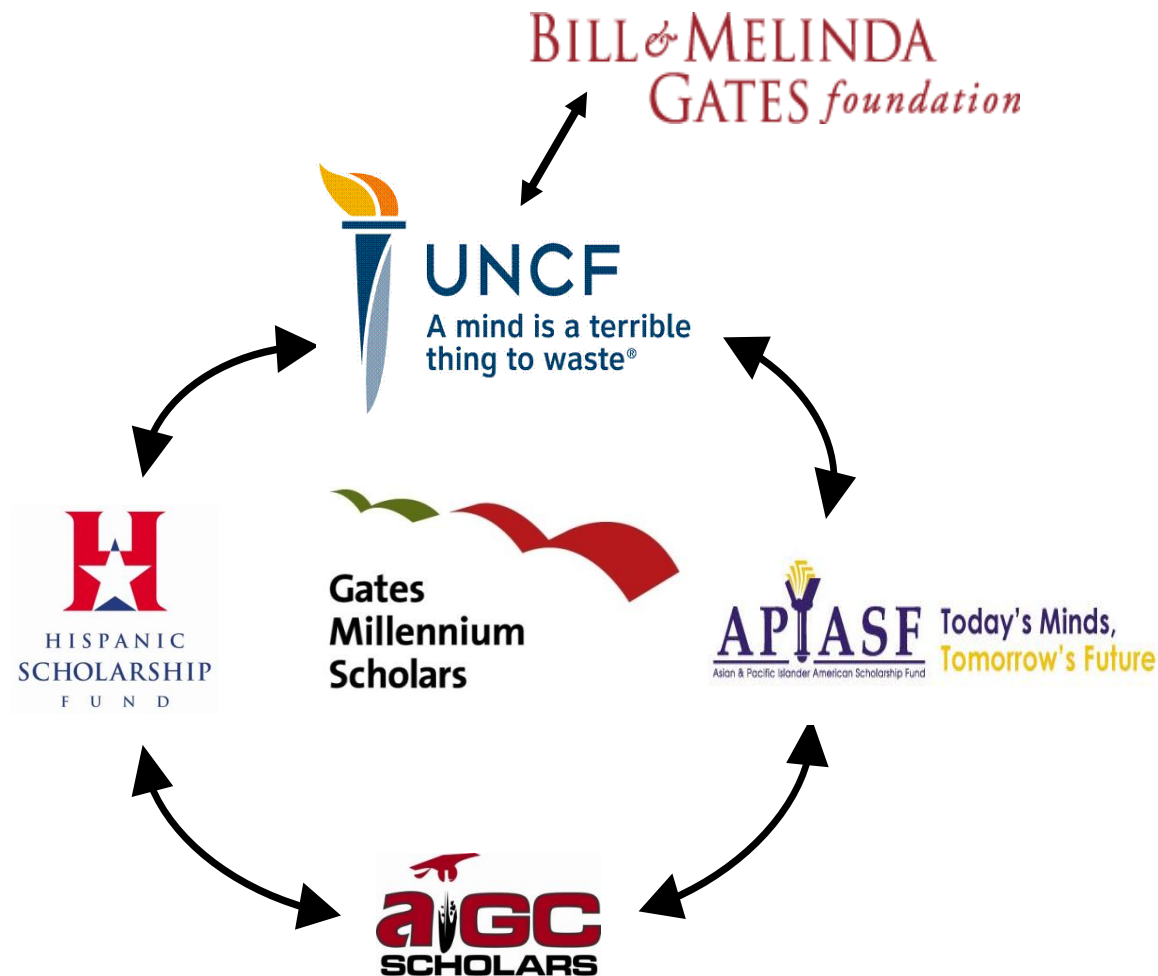 BILL & MELINDA
GATES foundation
UNCF
A mind is a terrible
thing to waste®
H
HISPANIC
SCHOLARSHIP
FUND
Gates
Millennium
Scholars
APIASF
Asian & Pacific Islander American Scholarship Fund
Today's Minds,
Tomorrow's Future
aiGC
SCHOLARS